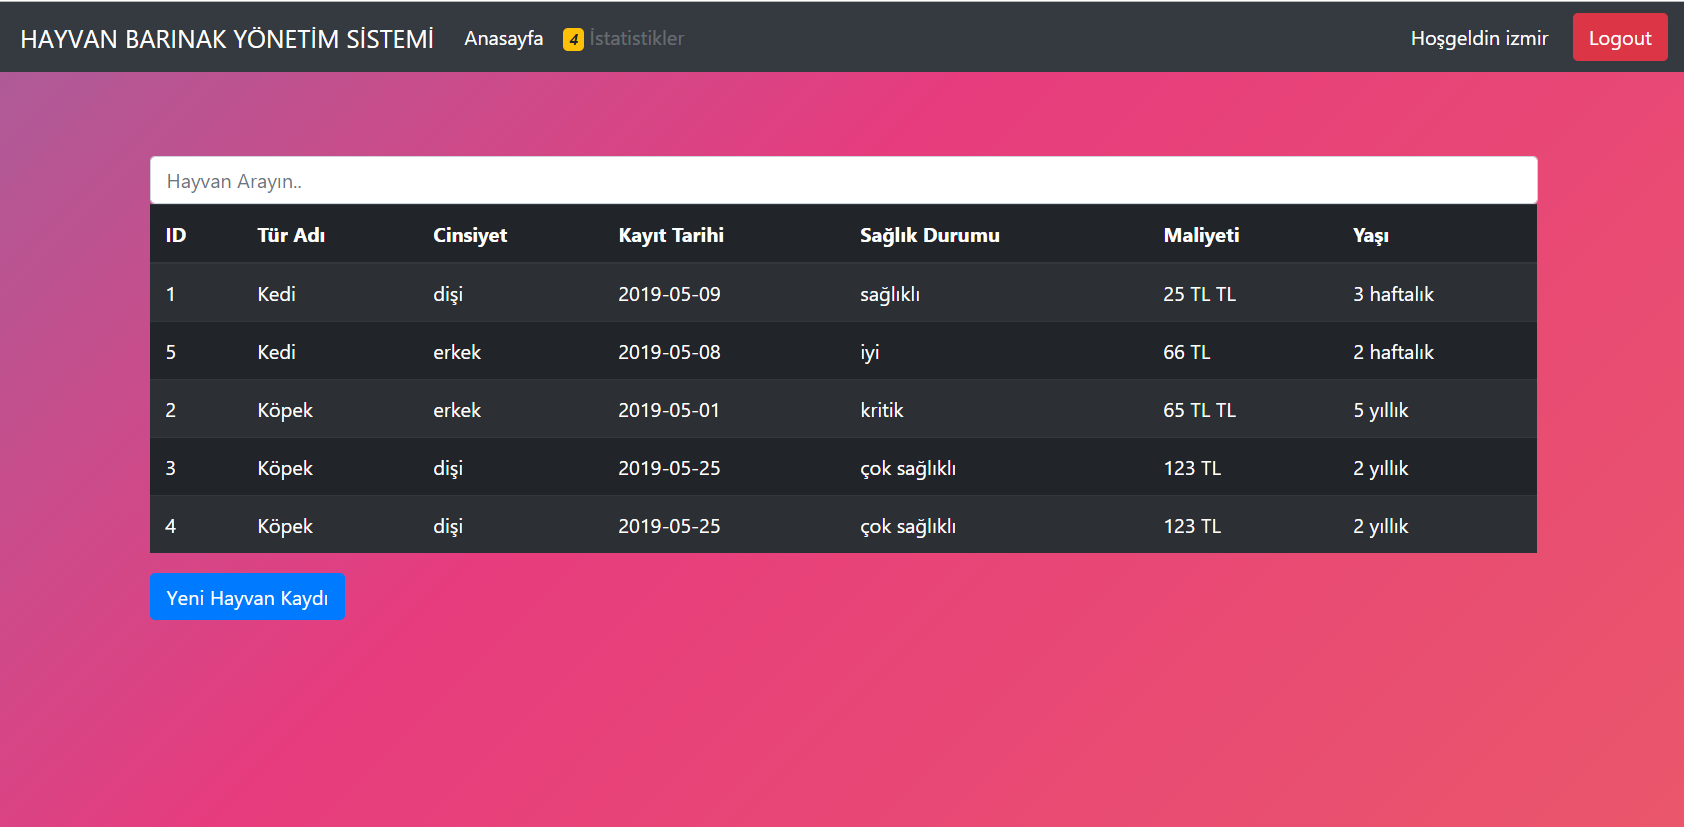 HAYVAN BARINAK YÖNETİM SİSTEMİ Anasayfa 4 İstatistikler Hoşgeldin izmir Logout
Hayvan Arayın..
ID Tür Adı Cinsiyet Kayıt Tarihi Sağlık Durumu Maliyeti Yaşı
1 Kedi dişi 2019-05-09 sağlıklı 25 TL TL 3 haftalık
5 Kedi erkek 2019-05-08 iyi 66 TL 2 haftalık
2 Köpek erkek 2019-05-01 kritik 65 TL TL 5 yıllık
3 Köpek dişi 2019-05-25 çok sağlıklı 123 TL 2 yıllık
4 Köpek dişi 2019-05-25 çok sağlıklı 123 TL 2 yıllık
Yeni Hayvan Kaydı